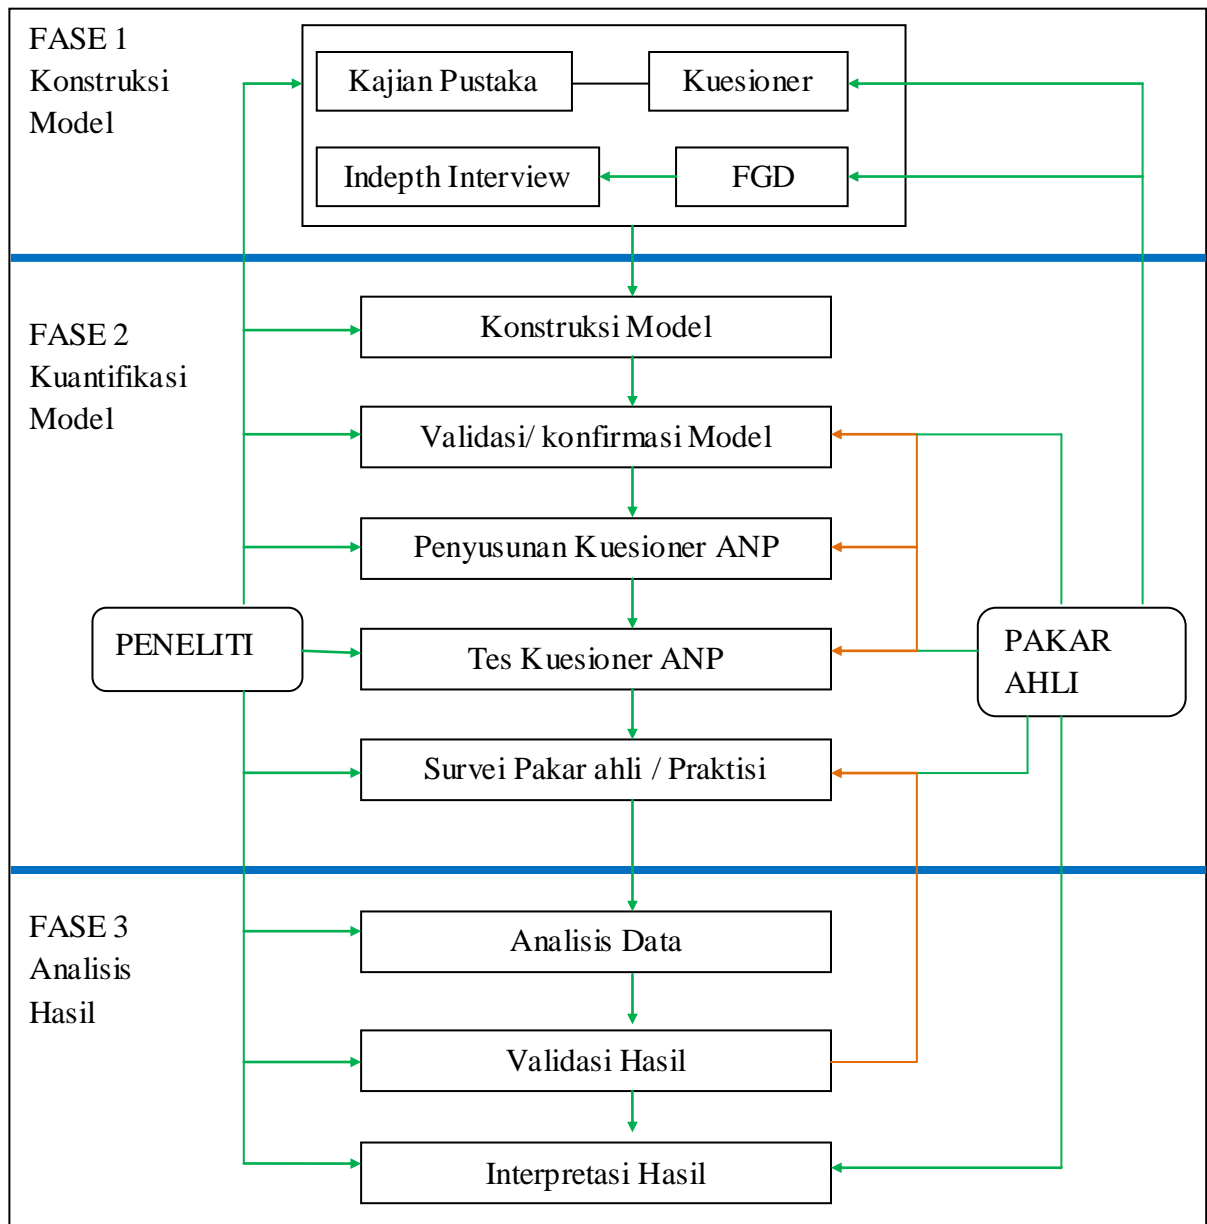 FASE 1
Konstruksi
Model
Kajian Pustaka
Kuesioner
Indepth Interview
FGD
FASE 2
Kuantifikasi
Model
Konstruksi Model
Validasi/ konfirmasi Model
Penyusunan Kuesioner ANP
PENELITI
Tes Kuesioner ANP
PAKAR
AHLI
Survei Pakar ahli / Praktisi
FASE 3
Analisis
Hasil
Analisis Data
Validasi Hasil
Interpretasi Hasil